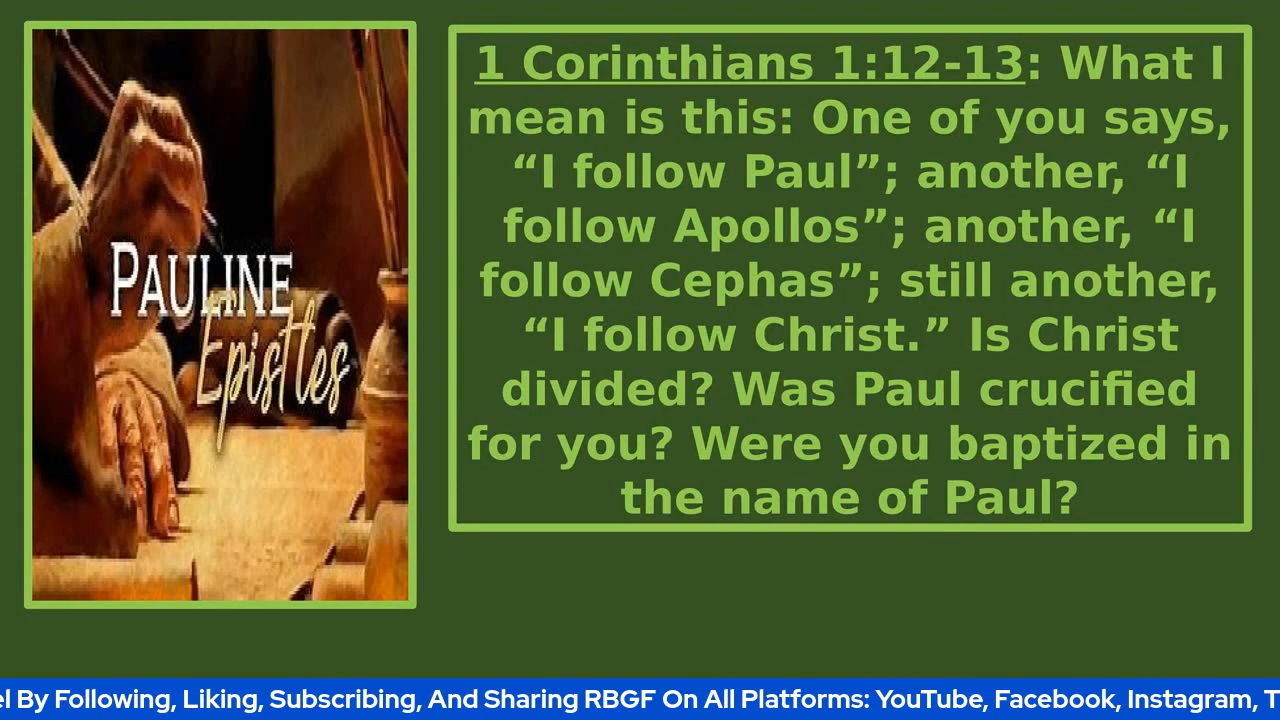 PAULINE
Epistles
1 Corinthians 1:12-13: What I
mean is this: One of you says,
“I follow Paul”; another, “I
follow Apollos”; another, “I
follow Cephas”; still another,
“I follow Christ.” Is Christ
divided? Was Paul crucified
for you? Were you baptized in
the name of Paul?
By Following, Liking, Subscribing, And Sharing RBGF On All Platforms: YouTube, Facebook, Instagram,